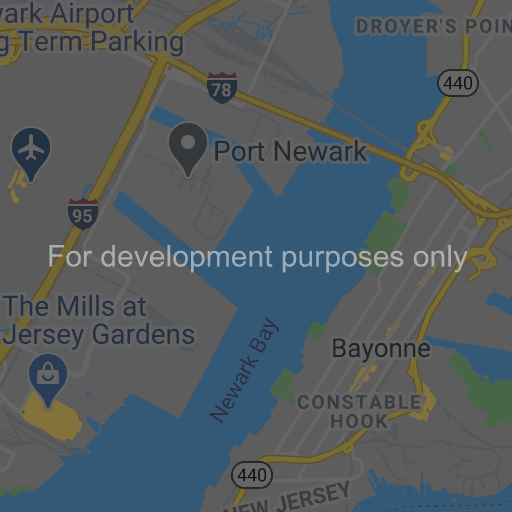 vark Airport
g Term Parking
DROYER'S POIN
440
78
Port Newark
95
For development purposes only
The Mills at
Jersey Gardens
Newark Bay
Bayonne
CONSTABLE
HOOK
440
NEW JERSEY